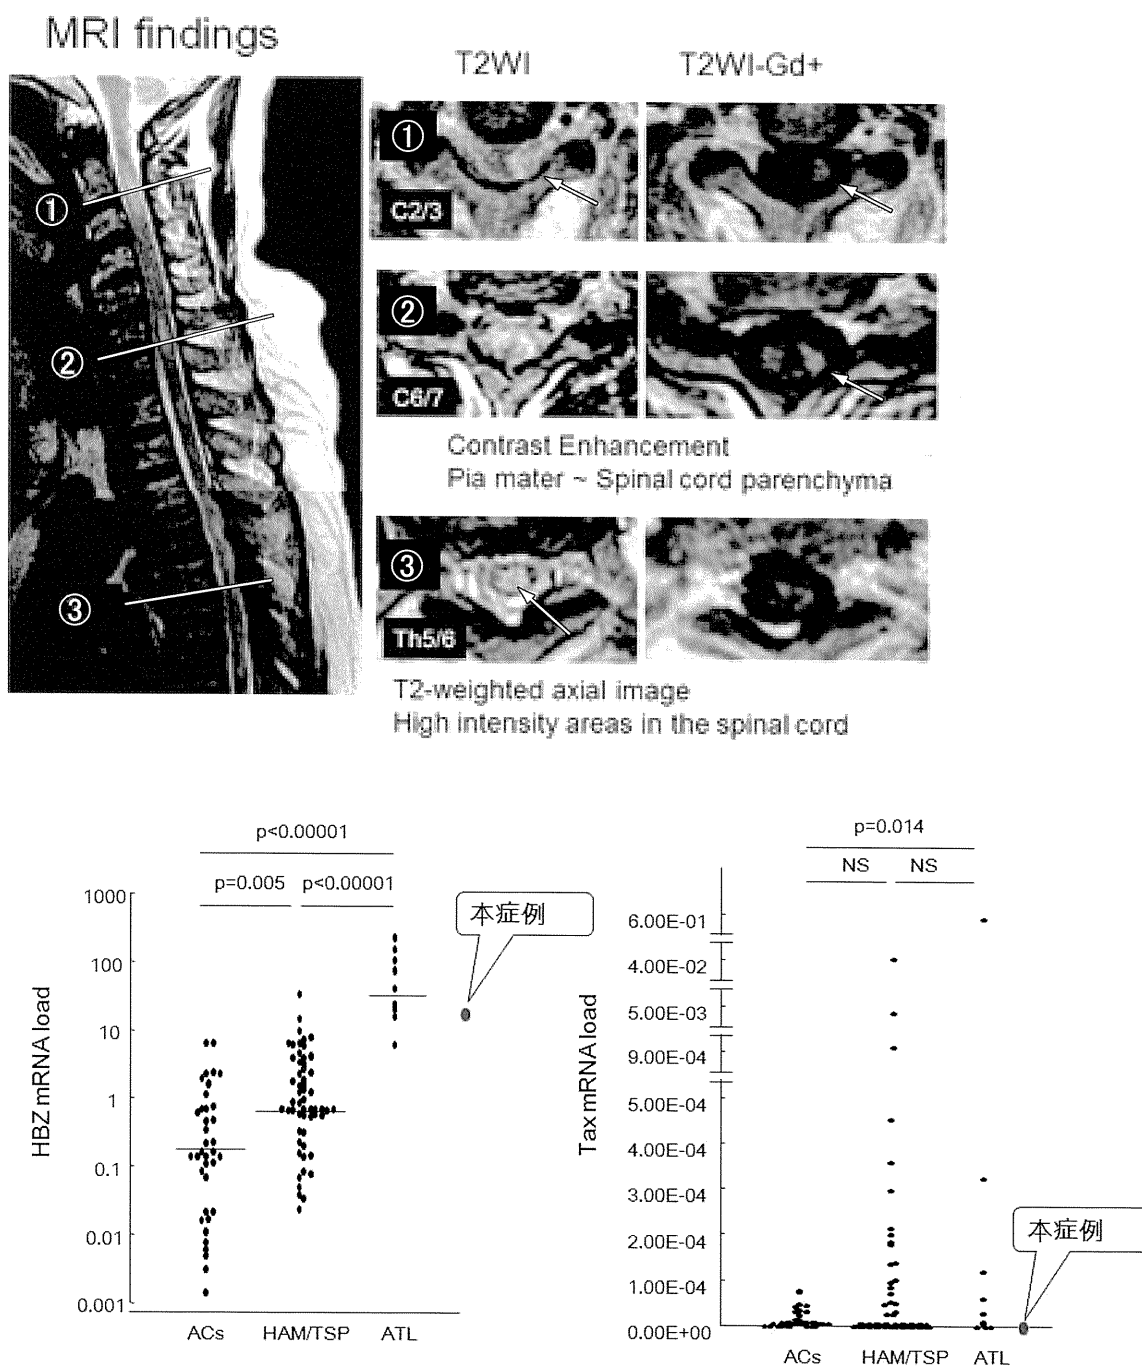 MRI findings
T2WI
T2WI-Gd+
①
①
C2/3
②
②
C6/7
Contrast Enhancement
Pia mater ~ Spinal cord parenchyma
③
③
Th5/6
T2-weighted axial image
High intensity areas in the spinal cord
p<0.00001
p=0.005
p<0.00001
本症例
HBZ mRNA load
1000
100
10
1
0.1
0.01
0.001
ACs
HAM/TSP
ATL
p=0.014
NS
NS
Tax mRNA load
6.00E-01
4.00E-02
5.00E-03
9.00E-04
5.00E-04
4.00E-04
3.00E-04
2.00E-04
1.00E-04
0.00E+00
本症例
ACs
HAM/TSP
ATL